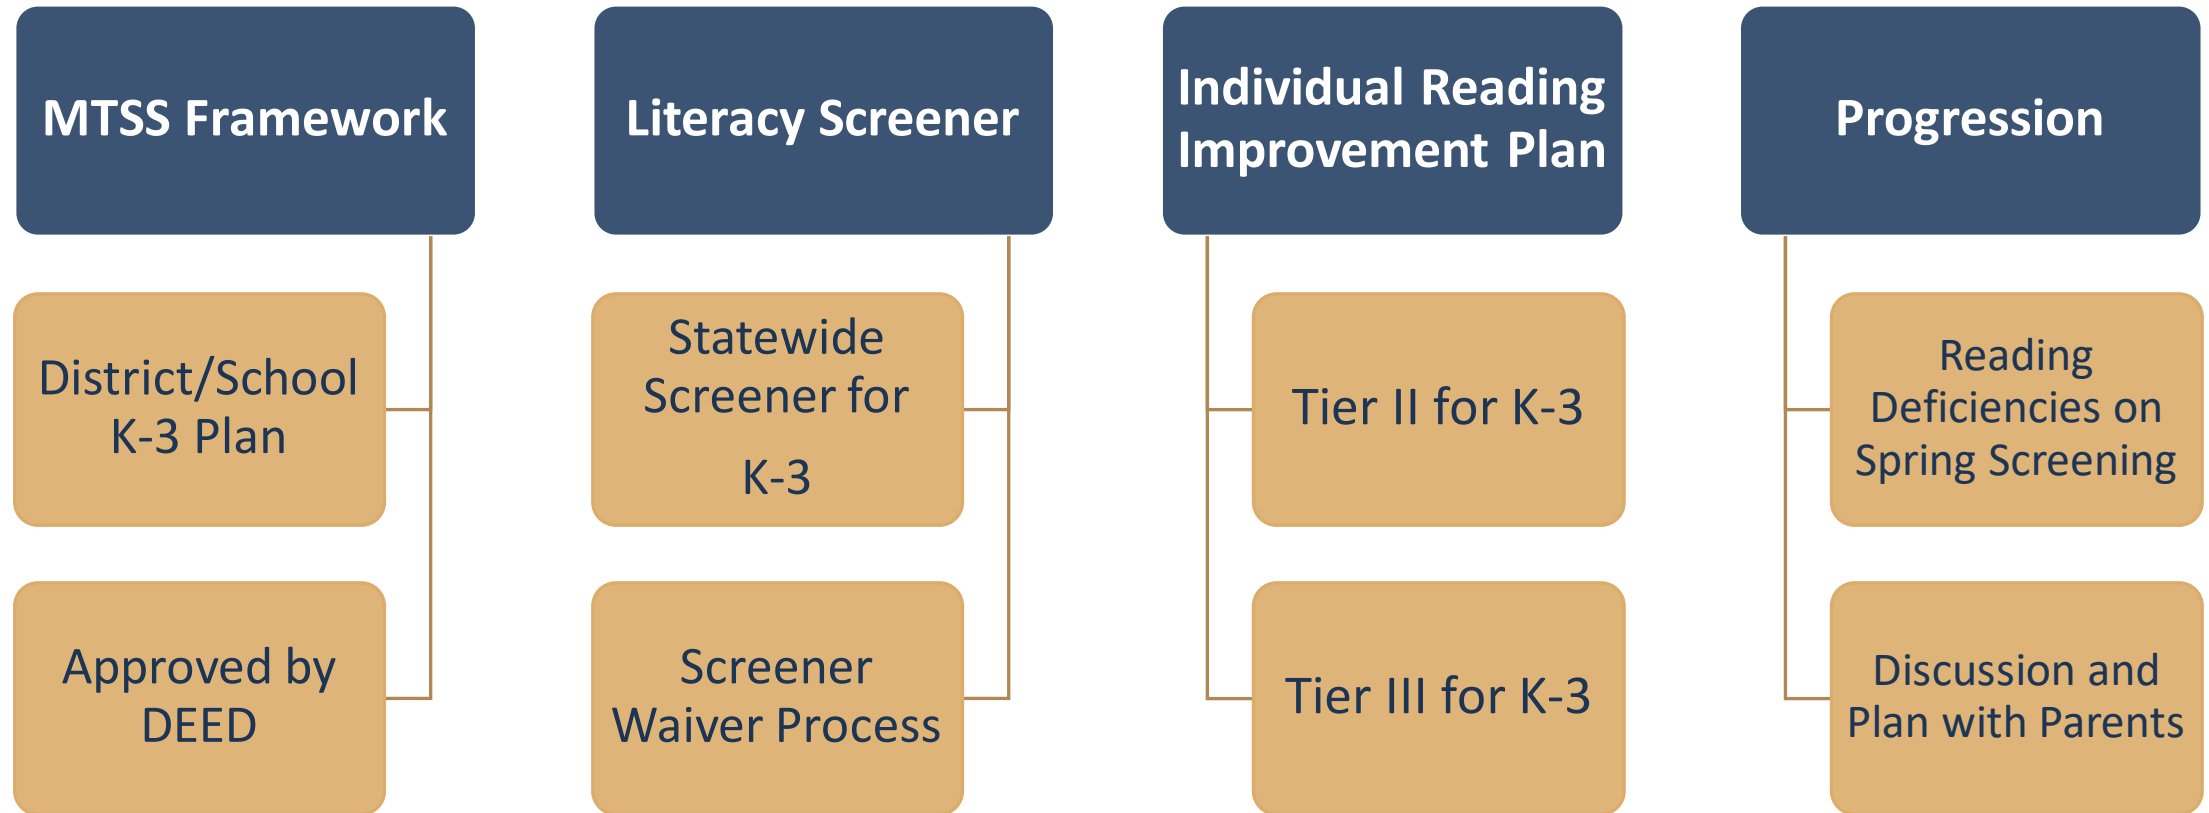 MTSS Framework
District/School
K-3 Plan
Approved by
DEED
Literacy Screener
Statewide
Screener for
K-3
Screener
Waiver Process
Individual Reading
Improvement Plan
Tier II for K-3
Tier III for K-3
Progression
Reading
Deficiencies on
Spring Screening
Discussion and
Plan with Parents